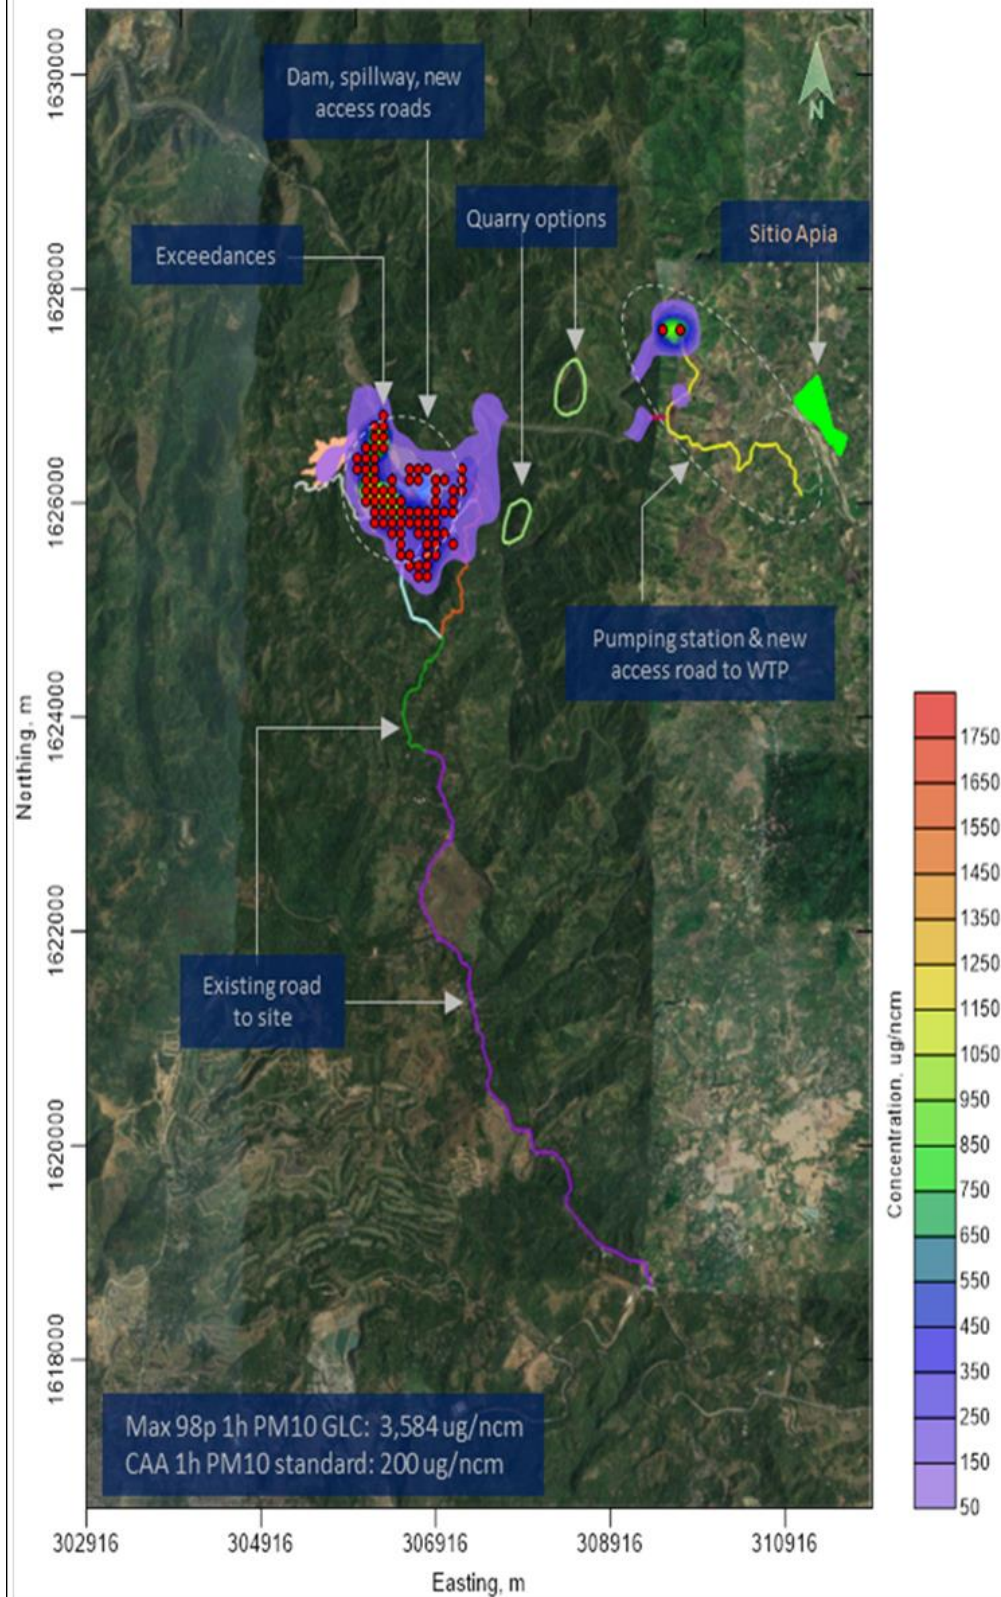 1630000
1628000
1626000
1624000
1622000
1620000
1618000
Northing, m
Dam, spillway, new
access roads
N
Quarry options
Sitio Apia
Exceedances
Pumping station & new
access road to WTP
Existing road
to site
Max 98p 1h PM10 GLC: 3,584 ug/ncm
CAA 1h PM10 standard: 200 ug/ncm
302916
304916
306916
308916
310916
Easting, m
Concentration, ug/ncm
1750
1650
1550
1450
1350
1250
1150
1050
950
850
750
650
550
450
350
250
150
50